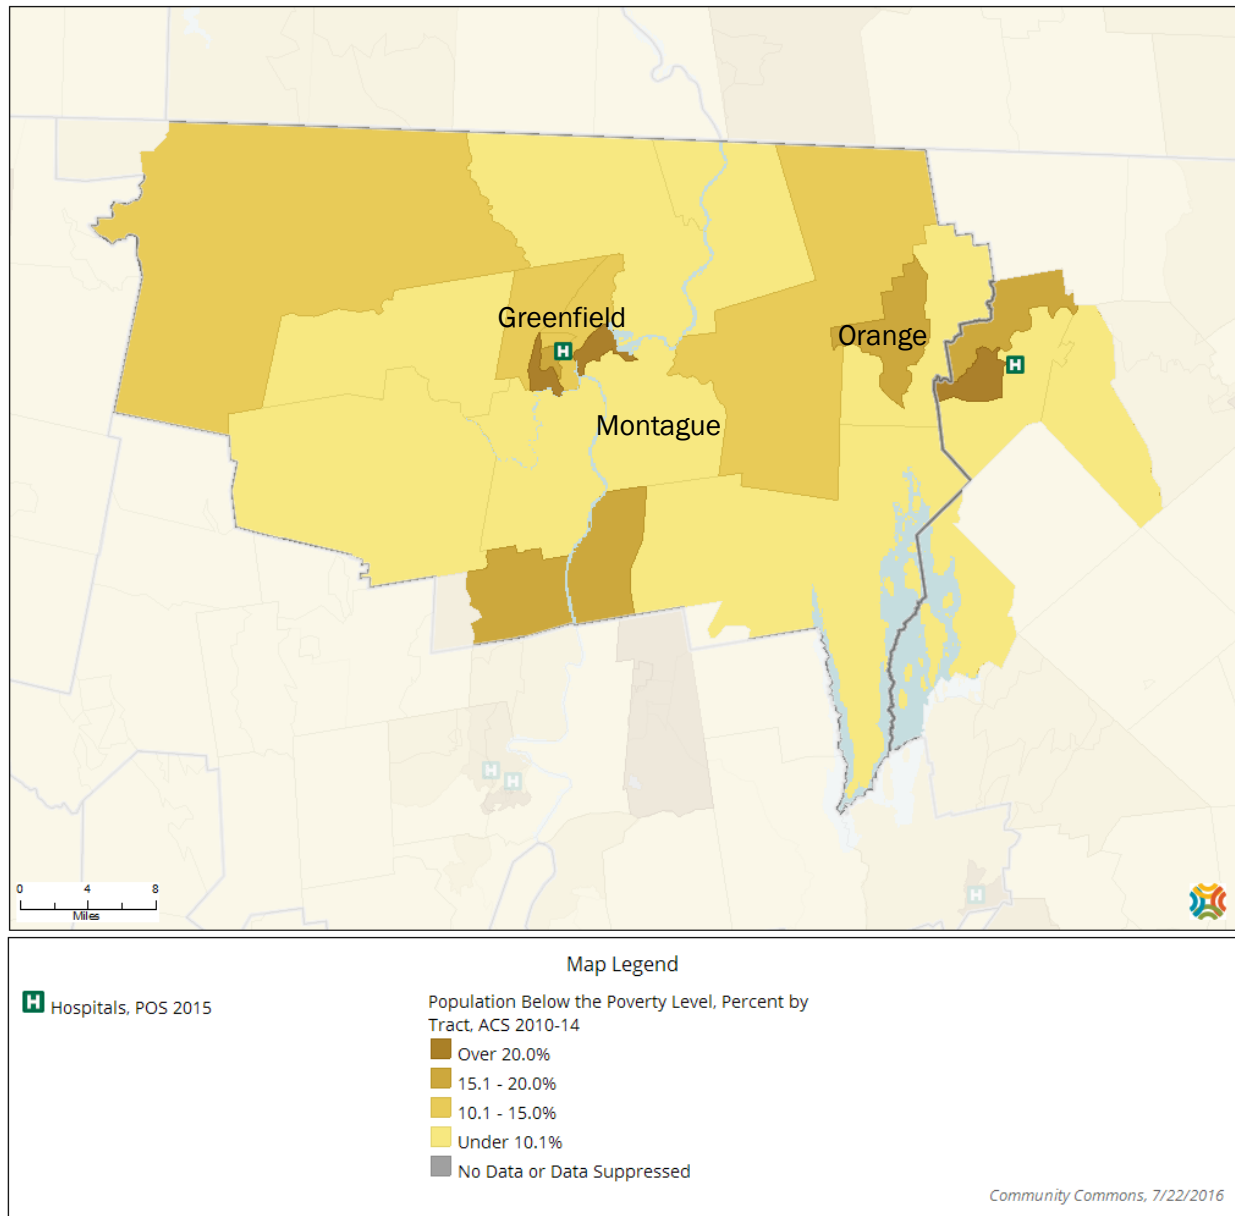 Greenfield
H
Orange
H
Montague
H
H
H
0 4 8
Miles
Map Legend
H Hospitals, POS 2015
Population Below the Poverty Level, Percent by
Tract, ACS 2010-14
Over 20.0%
15.1 - 20.0%
10.1 - 15.0%
Under 10.1%
No Data or Data Suppressed
Community Commons, 7/22/2016